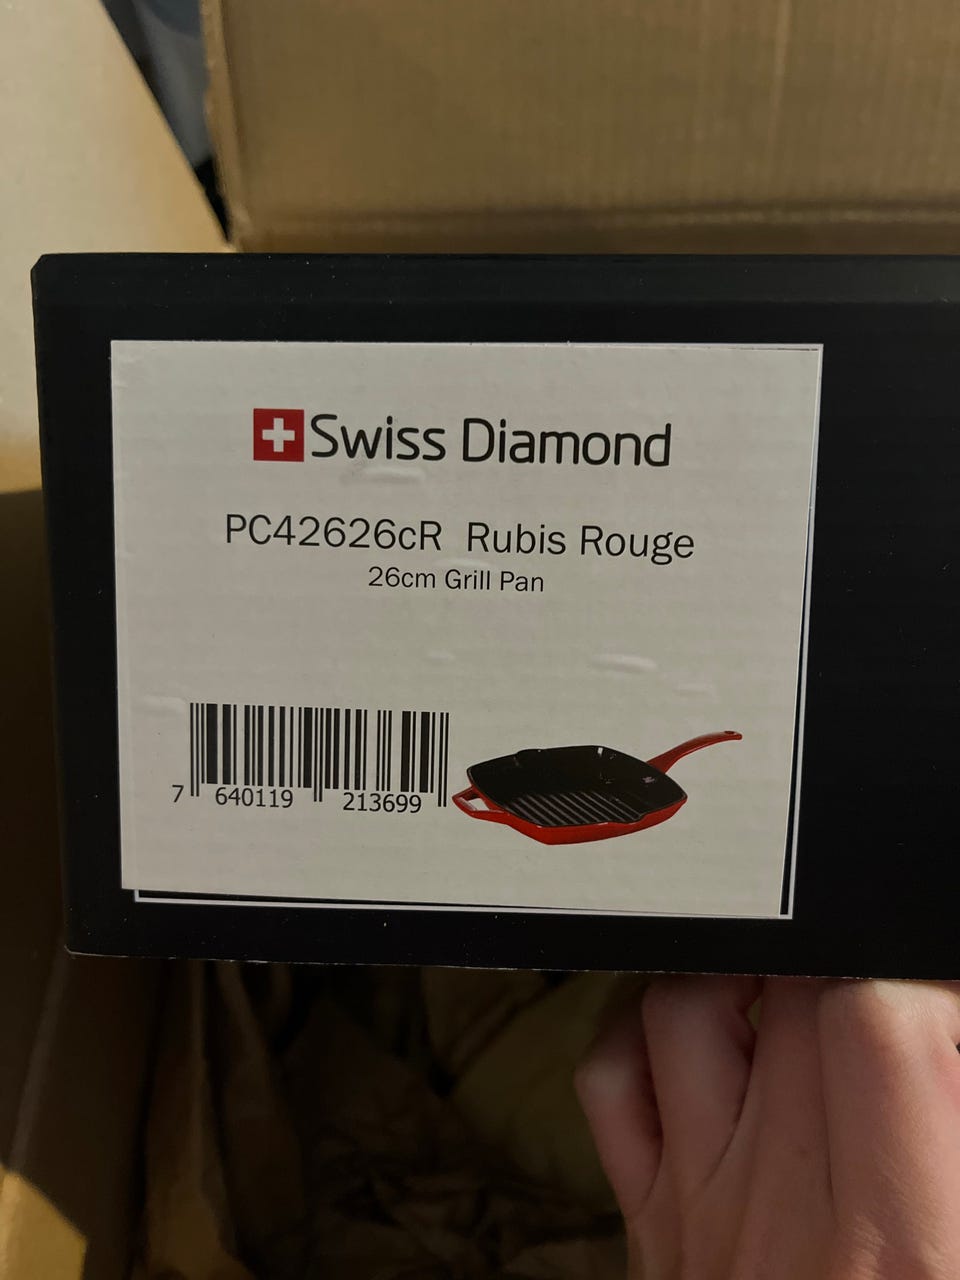 Swiss Diamond
PC42626cR Rubis Rouge
26cm Grill Pan
7 640119 213699